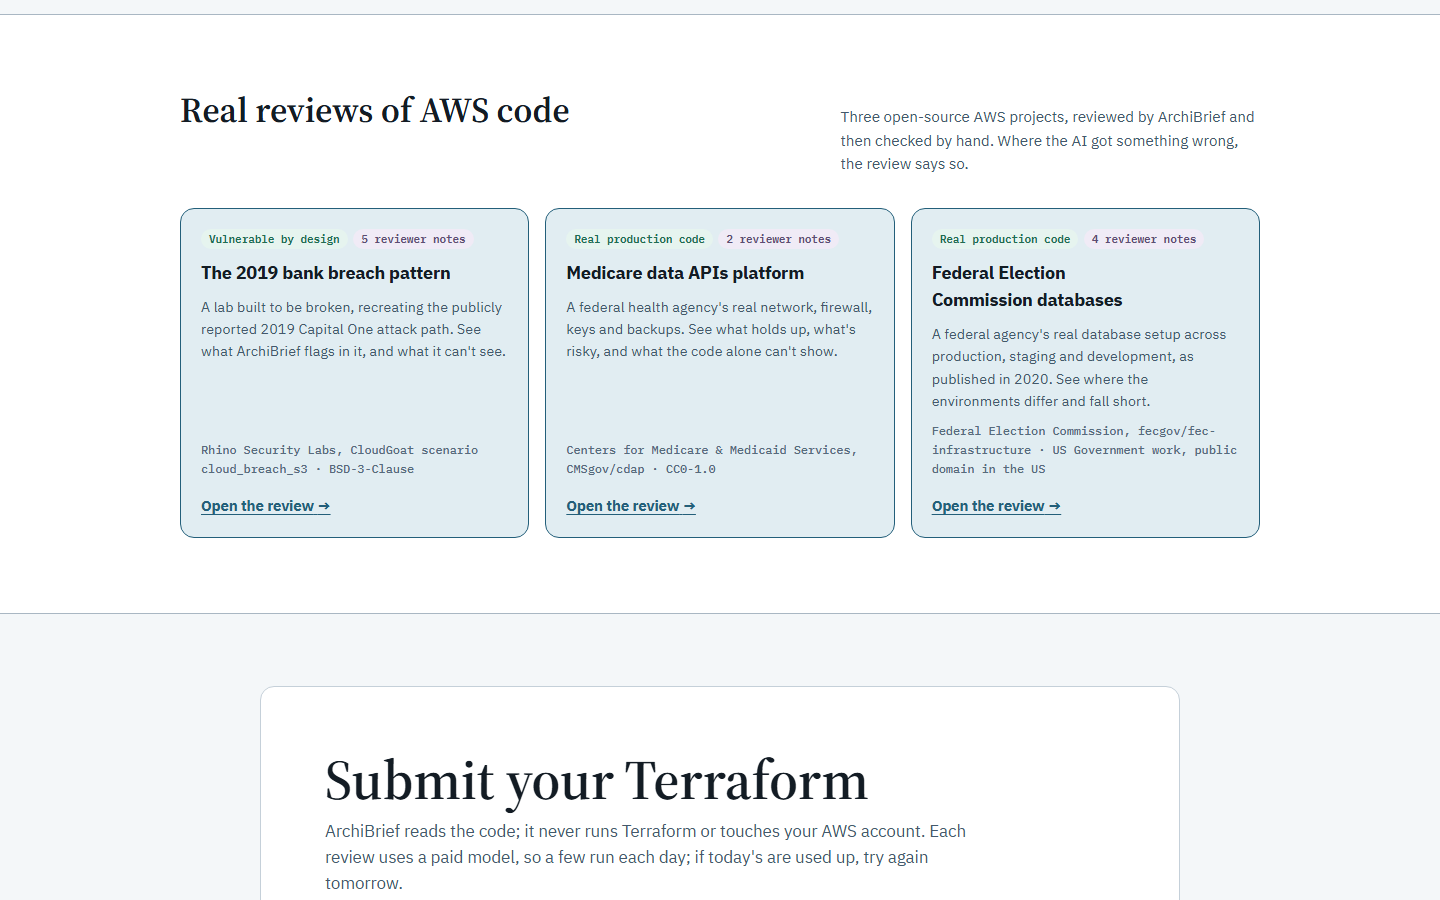 Real reviews of AWS code
Three open-source AWS projects, reviewed by ArchiBrief and
then checked by hand. Where the AI got something wrong,
the review says so.
Vulnerable by design
5 reviewer notes
The 2019 bank breach pattern
A lab built to be broken, recreating the publicly
reported 2019 Capital One attack path. See
what ArchiBrief flags in it, and what it can't see.
Rhino Security Labs, CloudGoat scenario
cloud_breach_s3 · BSD-3-Clause
Open the review →
Real production code
2 reviewer notes
Medicare data APIs platform
A federal health agency's real network, firewall,
keys and backups. See what holds up, what's
risky, and what the code alone can't show.
Centers for Medicare & Medicaid Services,
CMSgov/cdap · CC0-1.0
Open the review →
Real production code
4 reviewer notes
Federal Election
Commission databases
A federal agency's real database setup across
production, staging and development, as
published in 2020. See where the
environments differ and fall short.
Federal Election Commission, fecgov/fec-
infrastructure · US Government work, public
domain in the US
Open the review →
Submit your Terraform
ArchiBrief reads the code; it never runs Terraform or touches your AWS account. Each
review uses a paid model, so a few run each day; if today's are used up, try again
tomorrow.